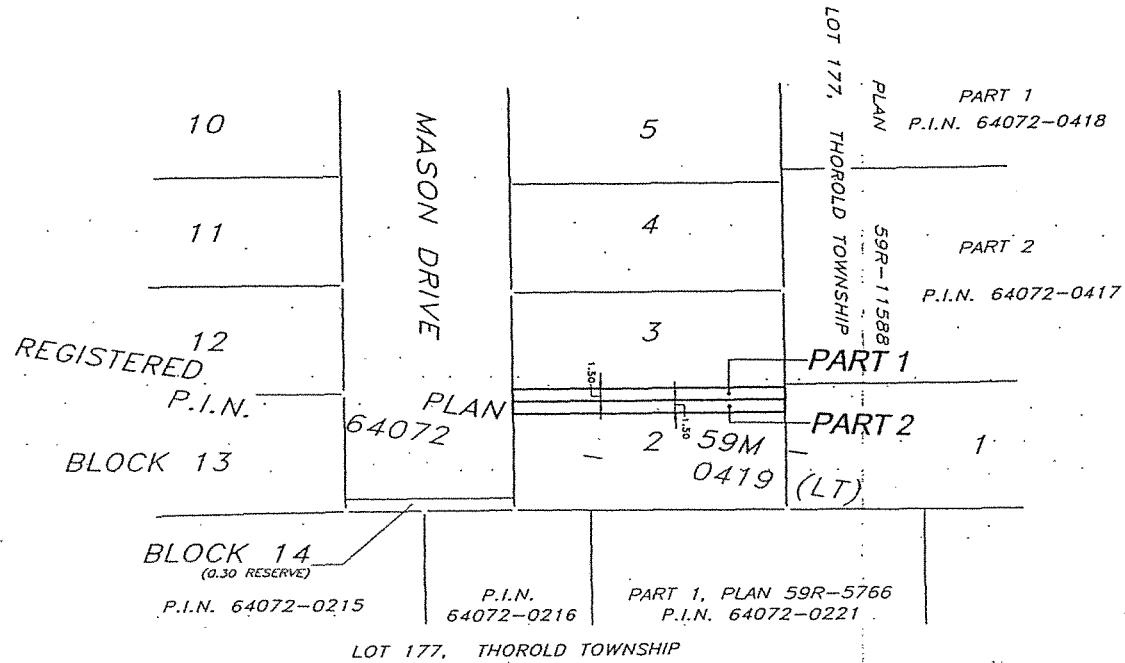 LOT 177, THOROLD TOWNSHIP
PLAN 59R-11588
PART 1
P.I.N. 64072-0418
10
MASON DRIVE
5
11
4
PART 2
P.I.N. 64072-0417
12
3
REGISTERED
PLAN
59M
P.I.N.
64072
0419 (LT)
1.50
1.50
PART 1
PART 2
2
1
BLOCK 13
BLOCK 14
(0.30 RESERVE)
P.I.N. 64072-0215
P.I.N.
64072-0216
PART 1, PLAN 59R-5766
P.I.N. 64072-0221
LOT 177, THOROLD TOWNSHIP